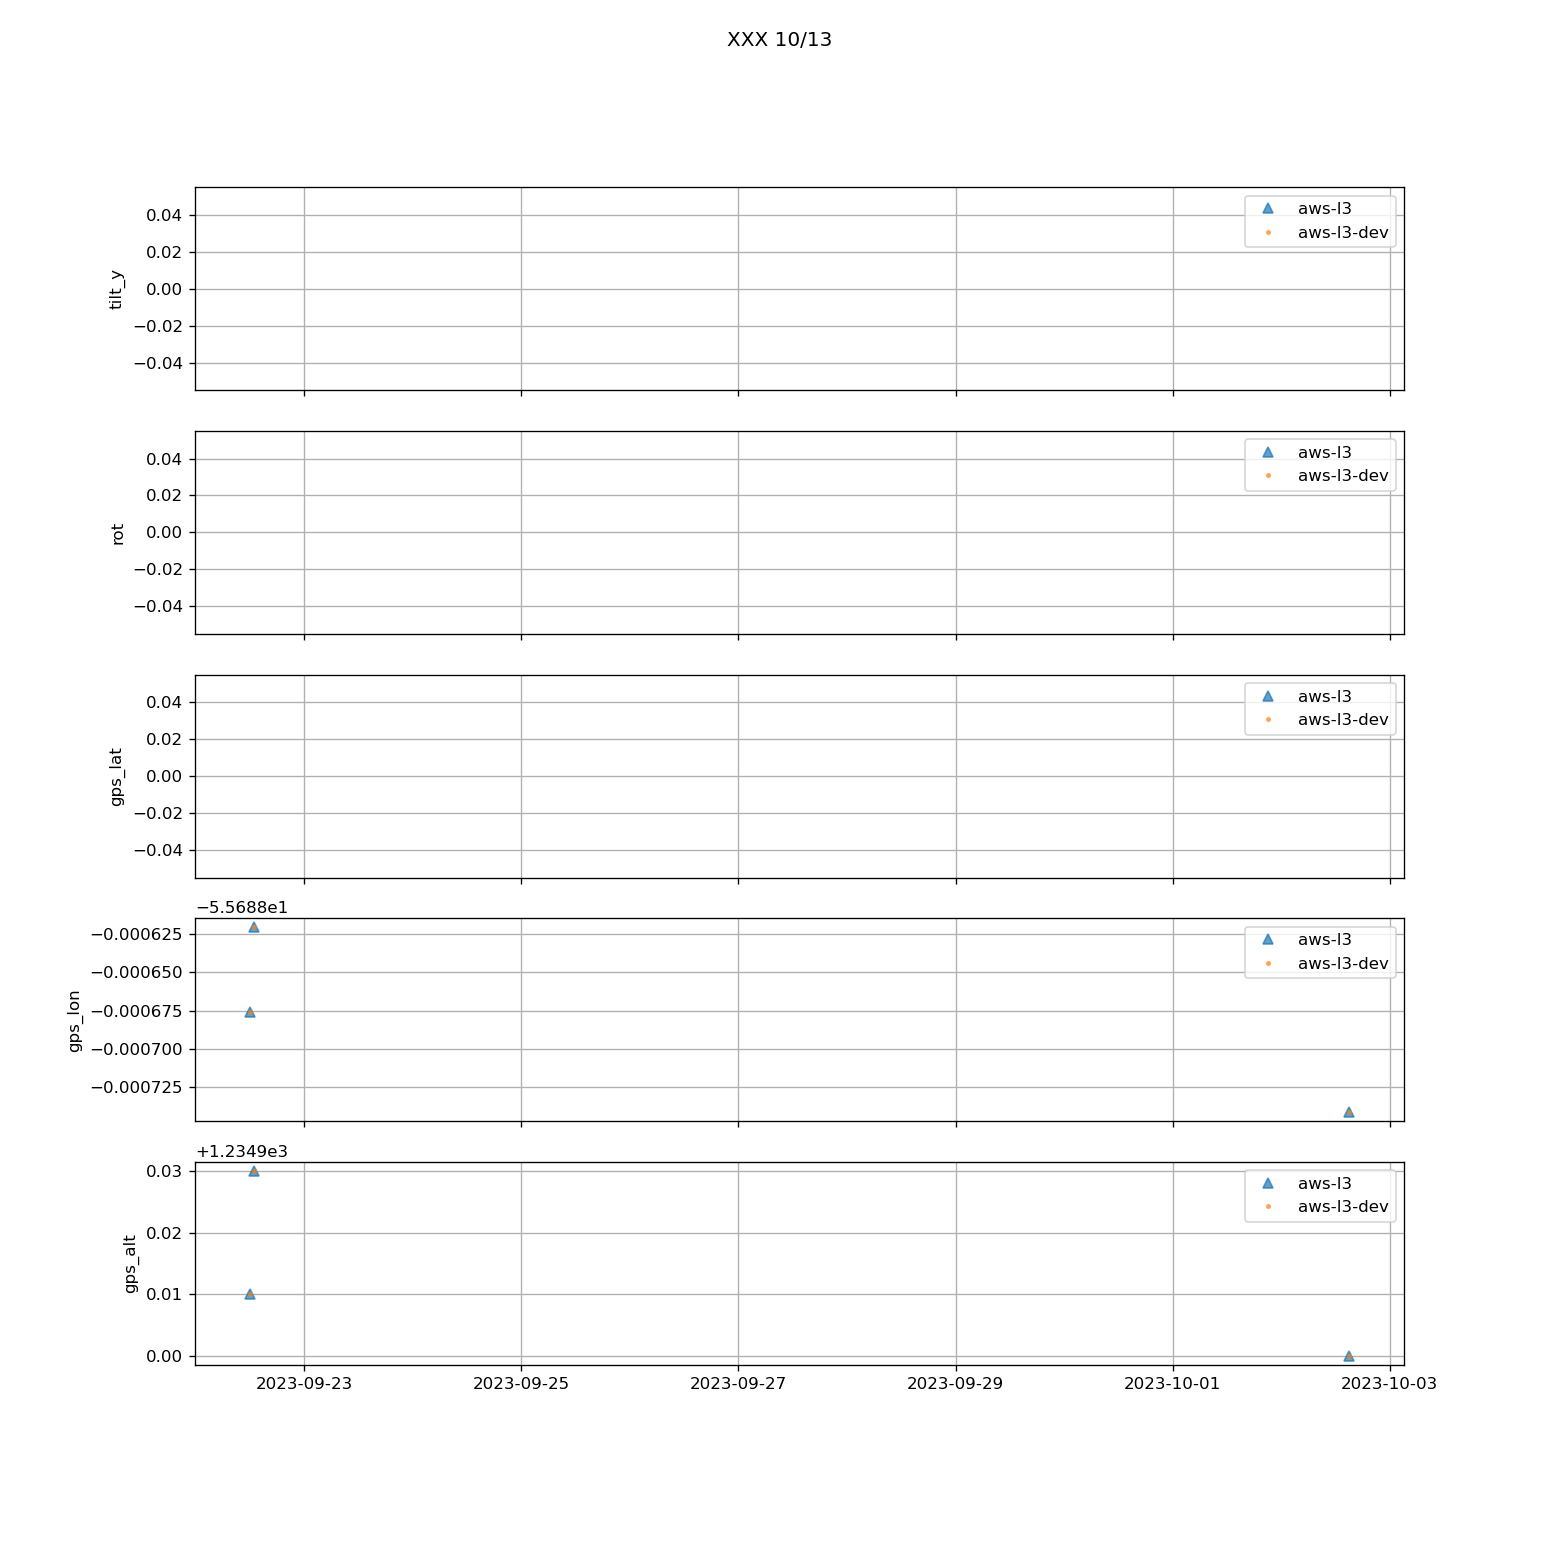 XXX 10/13
0.04
0.02
0.00
−0.02
−0.04
tilt_y
aws-l3
aws-l3-dev
0.04
0.02
0.00
−0.02
−0.04
rot
aws-l3
aws-l3-dev
0.04
0.02
0.00
−0.02
−0.04
gps_lat
aws-l3
aws-l3-dev
−5.5688e1
−0.000625
−0.000650
−0.000675
−0.000700
−0.000725
gps_lon
aws-l3
aws-l3-dev
+1.2349e3
0.03
0.02
0.01
0.00
gps_alt
aws-l3
aws-l3-dev
2023-09-23 2023-09-25 2023-09-27 2023-09-29 2023-10-01 2023-10-03